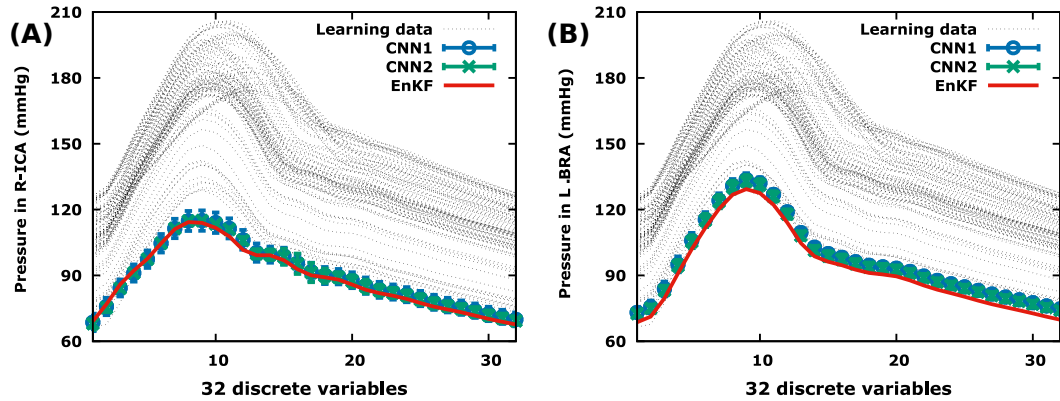 (A)
Pressure in R-ICA (mmHg)
210
180
150
120
90
60
Learning data
CNN1
CNN2
EnKF
10
20
30
32 discrete variables
(B)
Pressure in L.BRA (mmHg)
210
180
150
120
90
60
Learning data
CNN1
CNN2
EnKF
10
20
30
32 discrete variables